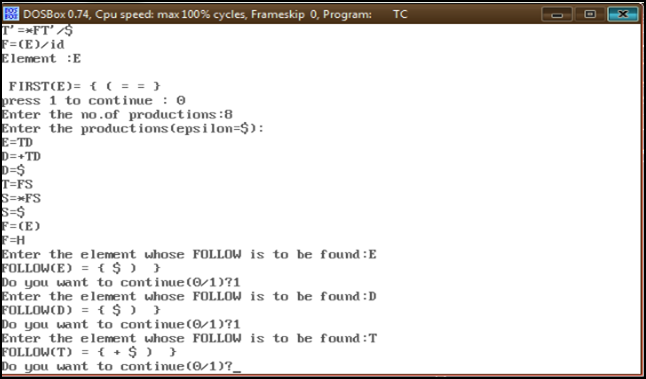 DOSBox 0.74, Cpu speed: max 100% cycles, Frameskip 0, Program: TC
T'=*FT'/$
F=(E)/id
Element :E
FIRST(E)= { ( = = }
press 1 to continue : 0
Enter the no.of productions:8
Enter the productions(epsilon=$):
E=TD
D=+TD
D=$
T=FS
S=*FS
S=$
F=(E)
F=H
Enter the element whose FOLLOW is to be found:E
FOLLOW(E) = { $ )  }
Do you want to continue(0/1)?1
Enter the element whose FOLLOW is to be found:D
FOLLOW(D) = { $ )  }
Do you want to continue(0/1)?1
Enter the element whose FOLLOW is to be found:T
FOLLOW(T) = { + $ )  }
Do you want to continue(0/1)?_